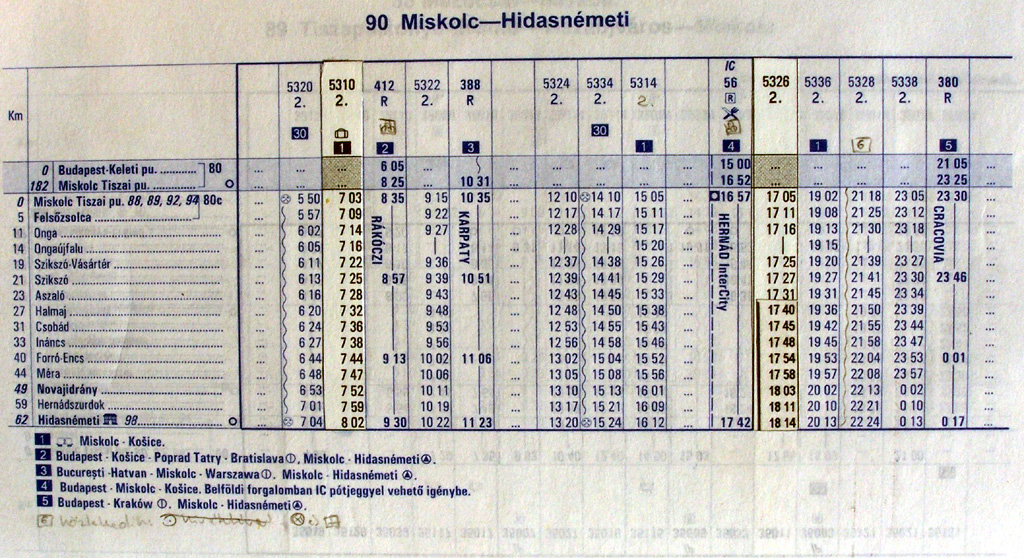 90 Miskolc—Hidasnémeti
IC
Km 5320 5310 412 5322 388 5324 5334 5314 56 5326 5336 5328 5338 380
2. 2. R 2. R 2. 2. 2. R 2. 2. 2. 2. R
30 30
1 2 3 1 4 1 6 5
0 Budapest-Keleti pu. ............ 80 ... ... ... 6 05 ... ... ... ... ... ... 15 00 ... ... ... ... 21 05 ...
182 Miskolc Tiszai pu. ............ ... ... ... 8 25 ... 10 31 ... ... ... ... ... 16 52 ... ... ... ... 23 25 ...
0 Miskolc Tiszai pu. 88, 89, 92, 94 80c ... 5 50 7 03 8 35 9 15 10 35 ... 12 10 14 10 15 05 ... 16 57 17 05 19 02 21 18 23 05 23 30 ...
5 Felsőzsolca ............ ... 5 57 7 09 9 22 ... 12 17 14 17 15 11 ... 17 11 19 08 21 25 23 12 ...
11 Onga ............ ... 6 02 7 14 9 27 ... 12 28 14 29 15 17 ... 17 16 19 13 21 30 23 18 ...
14 Ongaújfalu ............ ... 6 05 7 16 ... 15 20 ... 19 15 ...
19 Szikszó-Vásártér ............ ... 6 11 7 22 9 36 ... 12 37 14 38 15 26 ... 17 25 19 20 21 39 23 27 ...
21 Szikszó ............ ... 6 13 7 25 8 57 9 39 10 51 ... 12 39 14 41 15 29 ... 17 27 19 27 21 41 23 30 23 46 ...
23 Aszaló ............ ... 6 16 7 28 9 43 ... 12 43 14 45 15 33 ... 17 31 19 31 21 45 23 34 ...
27 Halmaj ............ ... 6 20 7 32 9 48 ... 12 48 14 50 15 38 ... 17 40 19 36 21 50 23 39 ...
31 Csobád ............ ... 6 24 7 36 9 53 ... 12 53 14 55 15 43 ... 17 45 19 42 21 55 23 44 ...
33 Ináncs ............ ... 6 27 7 38 9 56 ... 12 56 14 58 15 46 ... 17 48 19 45 21 58 23 47 ...
40 Forró-Encs ............ ... 6 44 7 44 9 13 10 02 11 06 ... 13 02 15 04 15 52 ... 17 54 19 53 22 04 23 53 0 01 ...
44 Méra ............ ... 6 48 7 47 10 06 ... 13 05 15 08 15 56 ... 17 58 19 57 22 08 23 57 ...
49 Novajidrány ............ ... 6 53 7 52 10 11 ... 13 10 15 13 16 01 ... 18 03 20 02 22 13 0 02 ...
59 Hernádszurdok ............ ... 7 01 7 59 10 19 ... 13 17 15 21 16 09 ... 18 11 20 10 22 21 0 10 ...
62 Hidasnémeti 98 ............ ... 7 04 8 02 9 30 10 22 11 23 ... 13 20 15 24 16 12 ... 17 42 18 14 20 13 22 24 0 13 0 17 ...
RÁKÓCZI
KARPATY
HERNÁD InterCity
CRACOVIA
1 Miskolc - Košice.
2 Budapest - Košice - Poprad Tatry - Bratislava①, Miskolc - HidasnémetiⒶ.
3 Bucureşti -Hatvan - Miskolc - Warszawa①. Miskolc - Hidasnémeti Ⓐ.
4 Budapest - Miskolc - Košice. Belföldi forgalomban IC pótjeggyel vehető igénybe.
5 Budapest - Kraków ①. Miskolc - HidasnémetiⒶ.
6